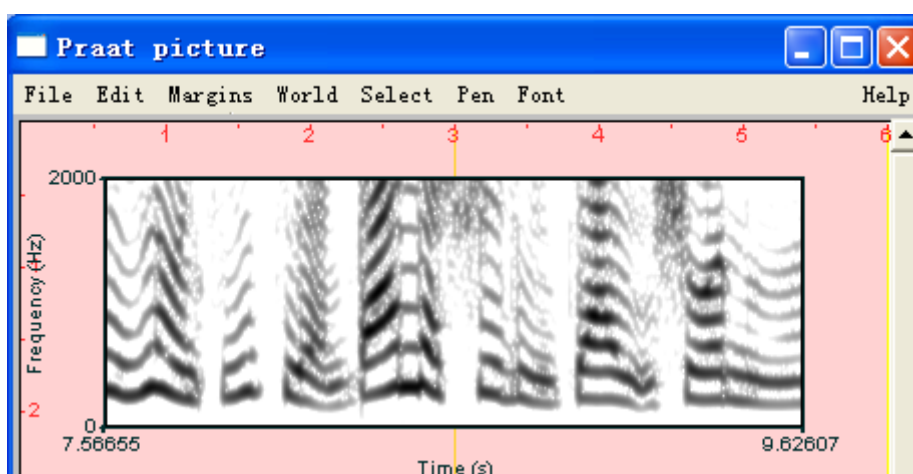 Praat picture
File Edit Margins World Select Pen Font Help
1 2 3 4 5 6
2000
Frequency (Hz)
-2
0
7.56655 9.62607
Time (s)